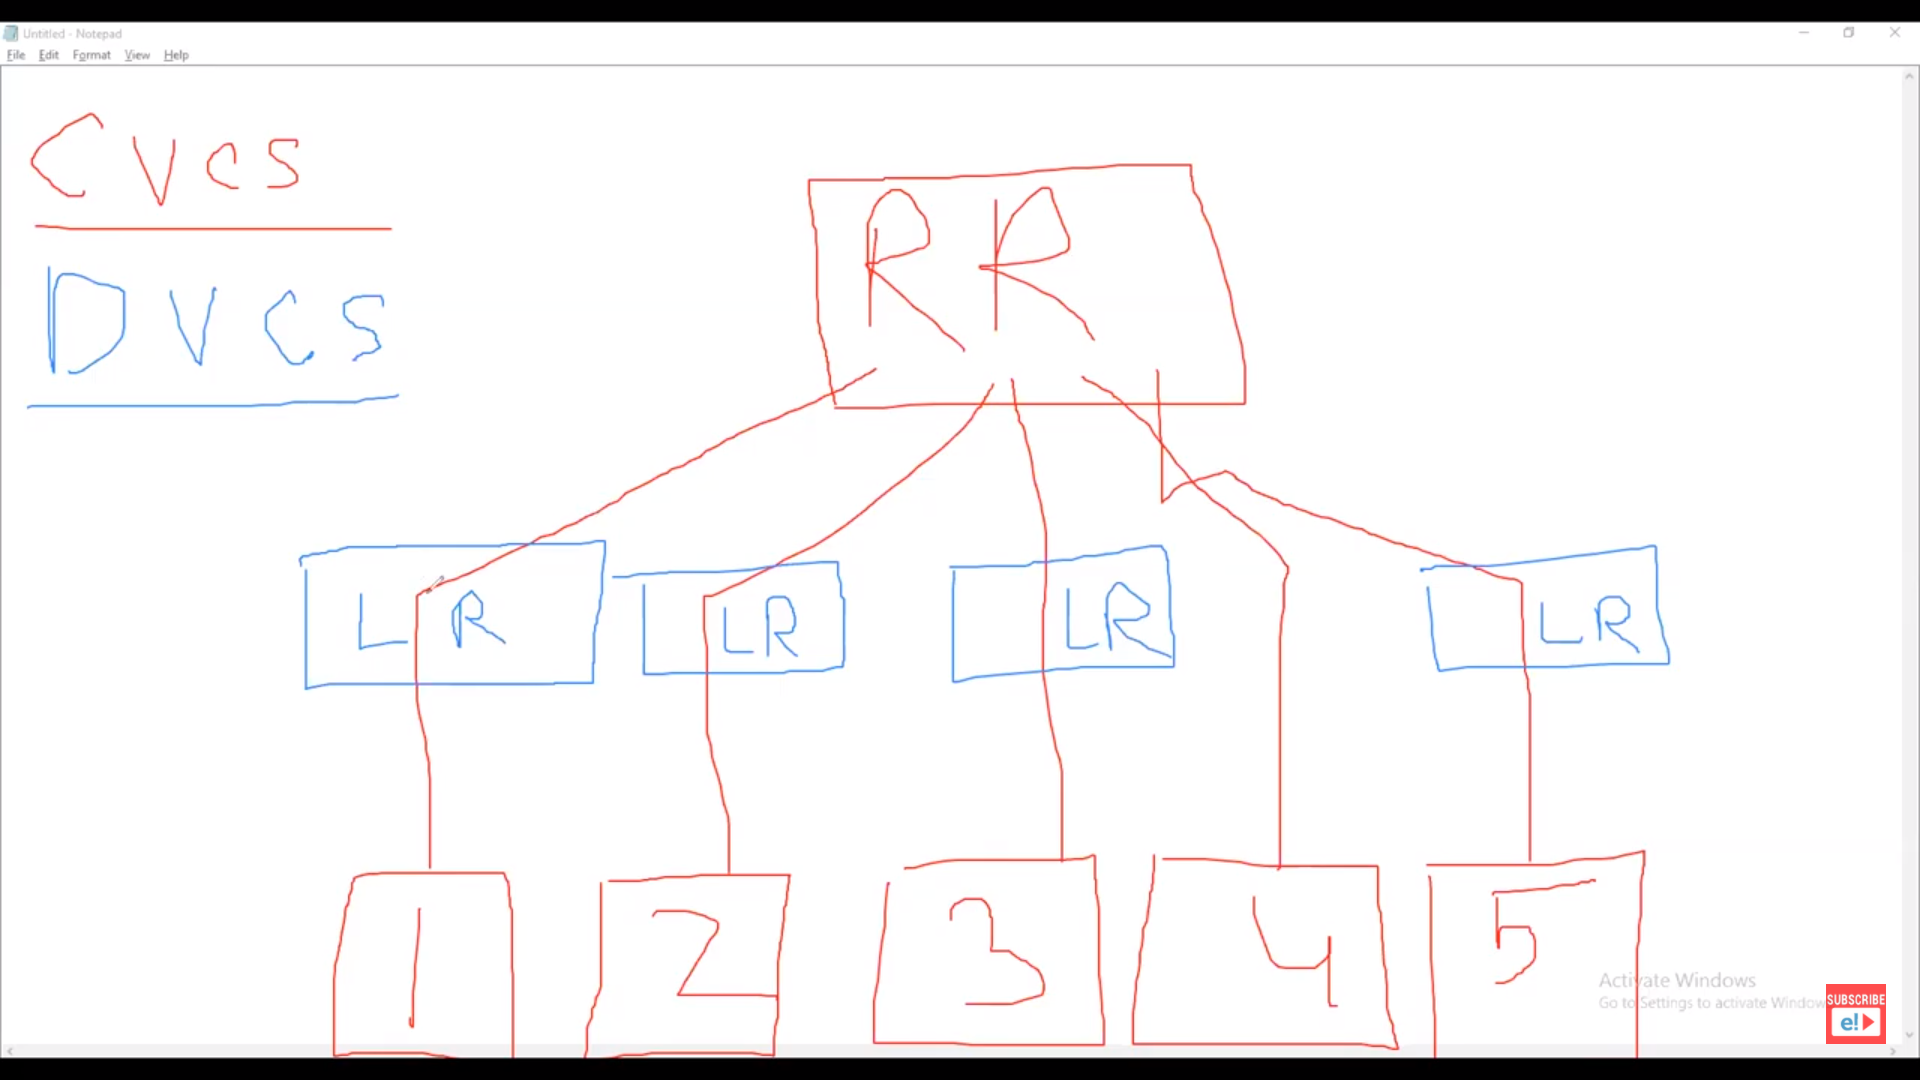 Untitled - Notepad
File Edit Format View Help
CVCS
DVCS
RR
LR LR LR LR
1 2 3 4 5
Activate Windows
Go to Settings to activate Window
SUBSCRIBE
e!